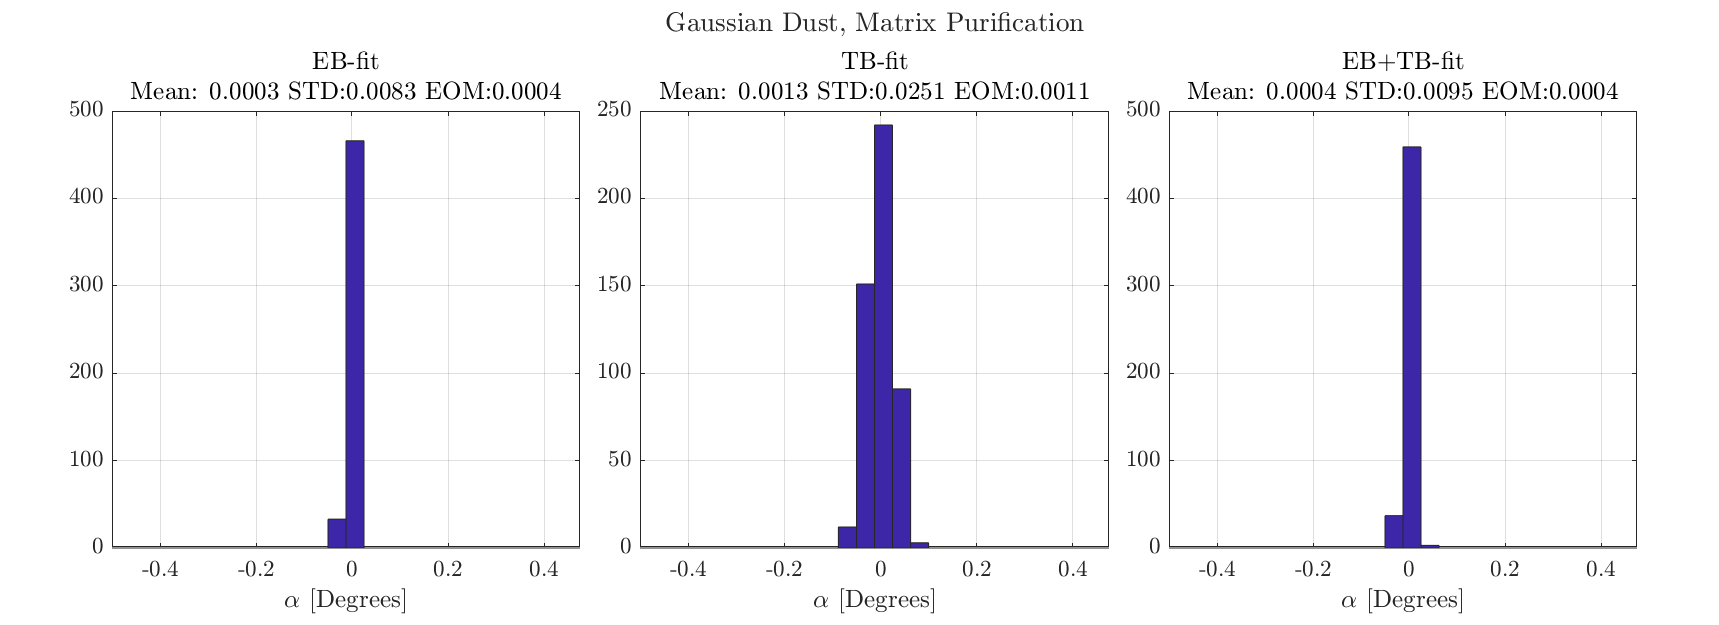 Gaussian Dust, Matrix Purification
EB-fit
Mean: 0.0003 STD:0.0083 EOM:0.0004
500
400
300
200
100
0
-0.4 -0.2 0 0.2 0.4
α [Degrees]
TB-fit
Mean: 0.0013 STD:0.0251 EOM:0.0011
250
200
150
100
50
0
-0.4 -0.2 0 0.2 0.4
α [Degrees]
EB+TB-fit
Mean: 0.0004 STD:0.0095 EOM:0.0004
500
400
300
200
100
0
-0.4 -0.2 0 0.2 0.4
α [Degrees]